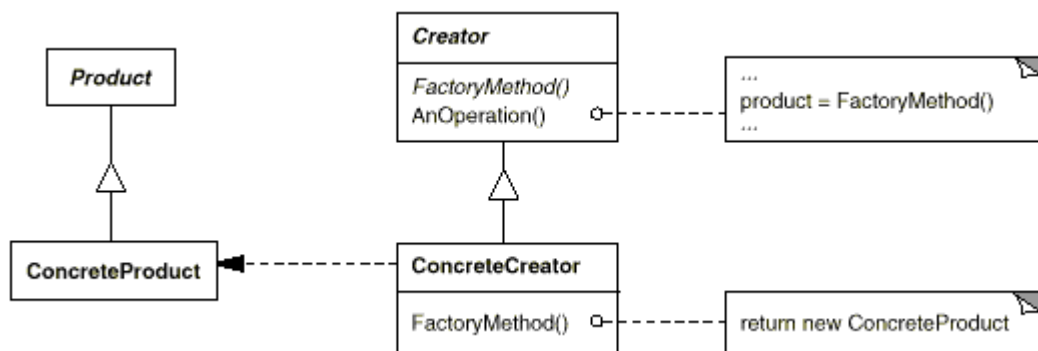 Product
ConcreteProduct
Creator
FactoryMethod()
AnOperation()
...
product = FactoryMethod()
...
ConcreteCreator
FactoryMethod()
return new ConcreteProduct